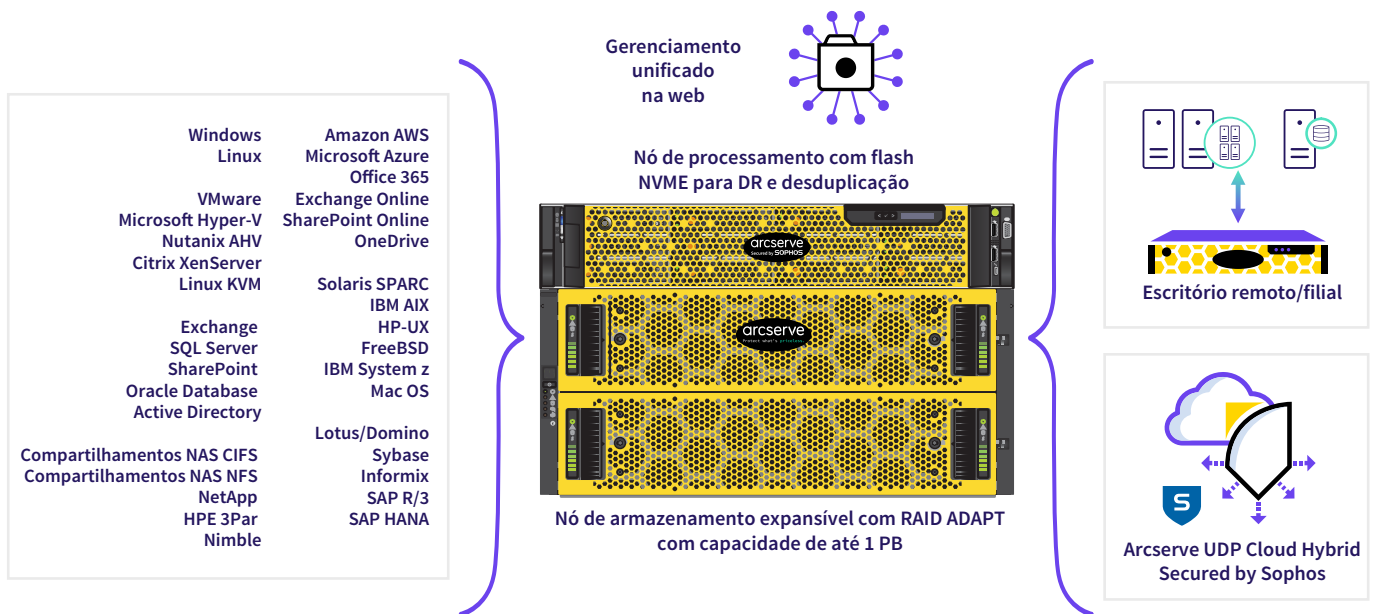 Gerenciamento
unificado
na web
Windows
Linux
VMware
Microsoft Hyper-V
Nutanix AHV
Citrix XenServer
Linux KVM
Exchange
SQL Server
SharePoint
Oracle Database
Active Directory
Compartilhamentos NAS CIFS
Compartilhamentos NAS NFS
NetApp
HPE 3Par
Nimble
Amazon AWS
Microsoft Azure
Office 365
Exchange Online
SharePoint Online
OneDrive
Solaris SPARC
IBM AIX
HP-UX
FreeBSD
IBM System z
Mac OS
Lotus/Domino
Sybase
Informix
SAP R/3
SAP HANA
Nó de processamento com flash
NVME para DR e desduplicação
arcserve
Secured by SOPHOS
arcserve
Protect what's priceless.
Nó de armazenamento expansível com RAID ADAPT
com capacidade de até 1 PB
Escritório remoto/filial
S
Arcserve UDP Cloud Hybrid
Secured by Sophos